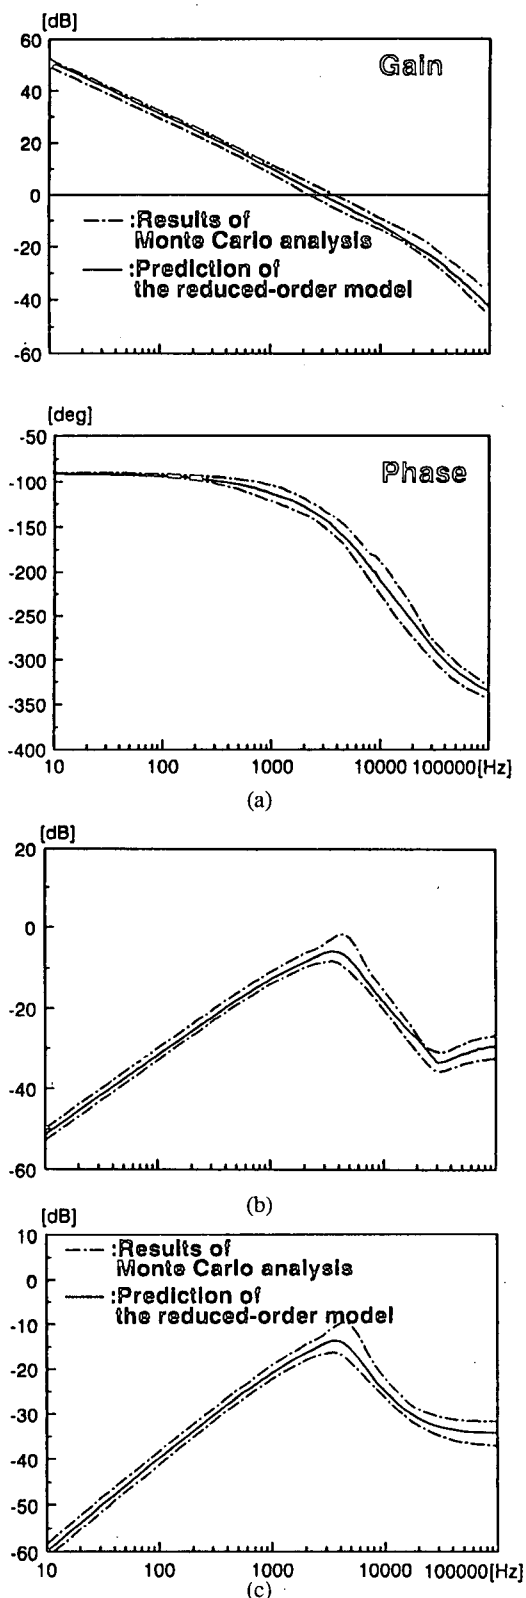 [dB]
60
Gain
40
20
0
-20
-40
-60
:Results of
Monte Carlo analysis
:Prediction of
the reduced-order model
[deg]
-50
Phase
-100
-150
-200
-250
-300
-350
-400
10 100 1000 10000 100000[Hz]
(a)
[dB]
20
0
-20
-40
-60
(b)
[dB]
10
0
-10
-20
-30
-40
-50
-60
:Results of
Monte Carlo analysis
:Prediction of
the reduced-order model
10 100 1000 10000 100000[Hz]
(c)